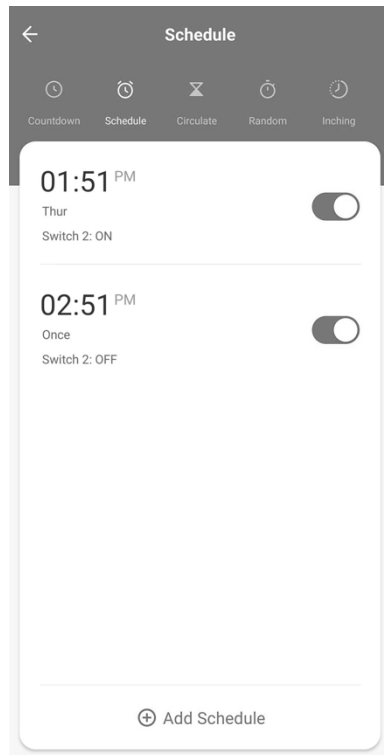 Schedule
Countdown Schedule Circulate Random Inching
01:51 PM
Thur
Switch 2: ON
02:51 PM
Once
Switch 2: OFF
Add Schedule